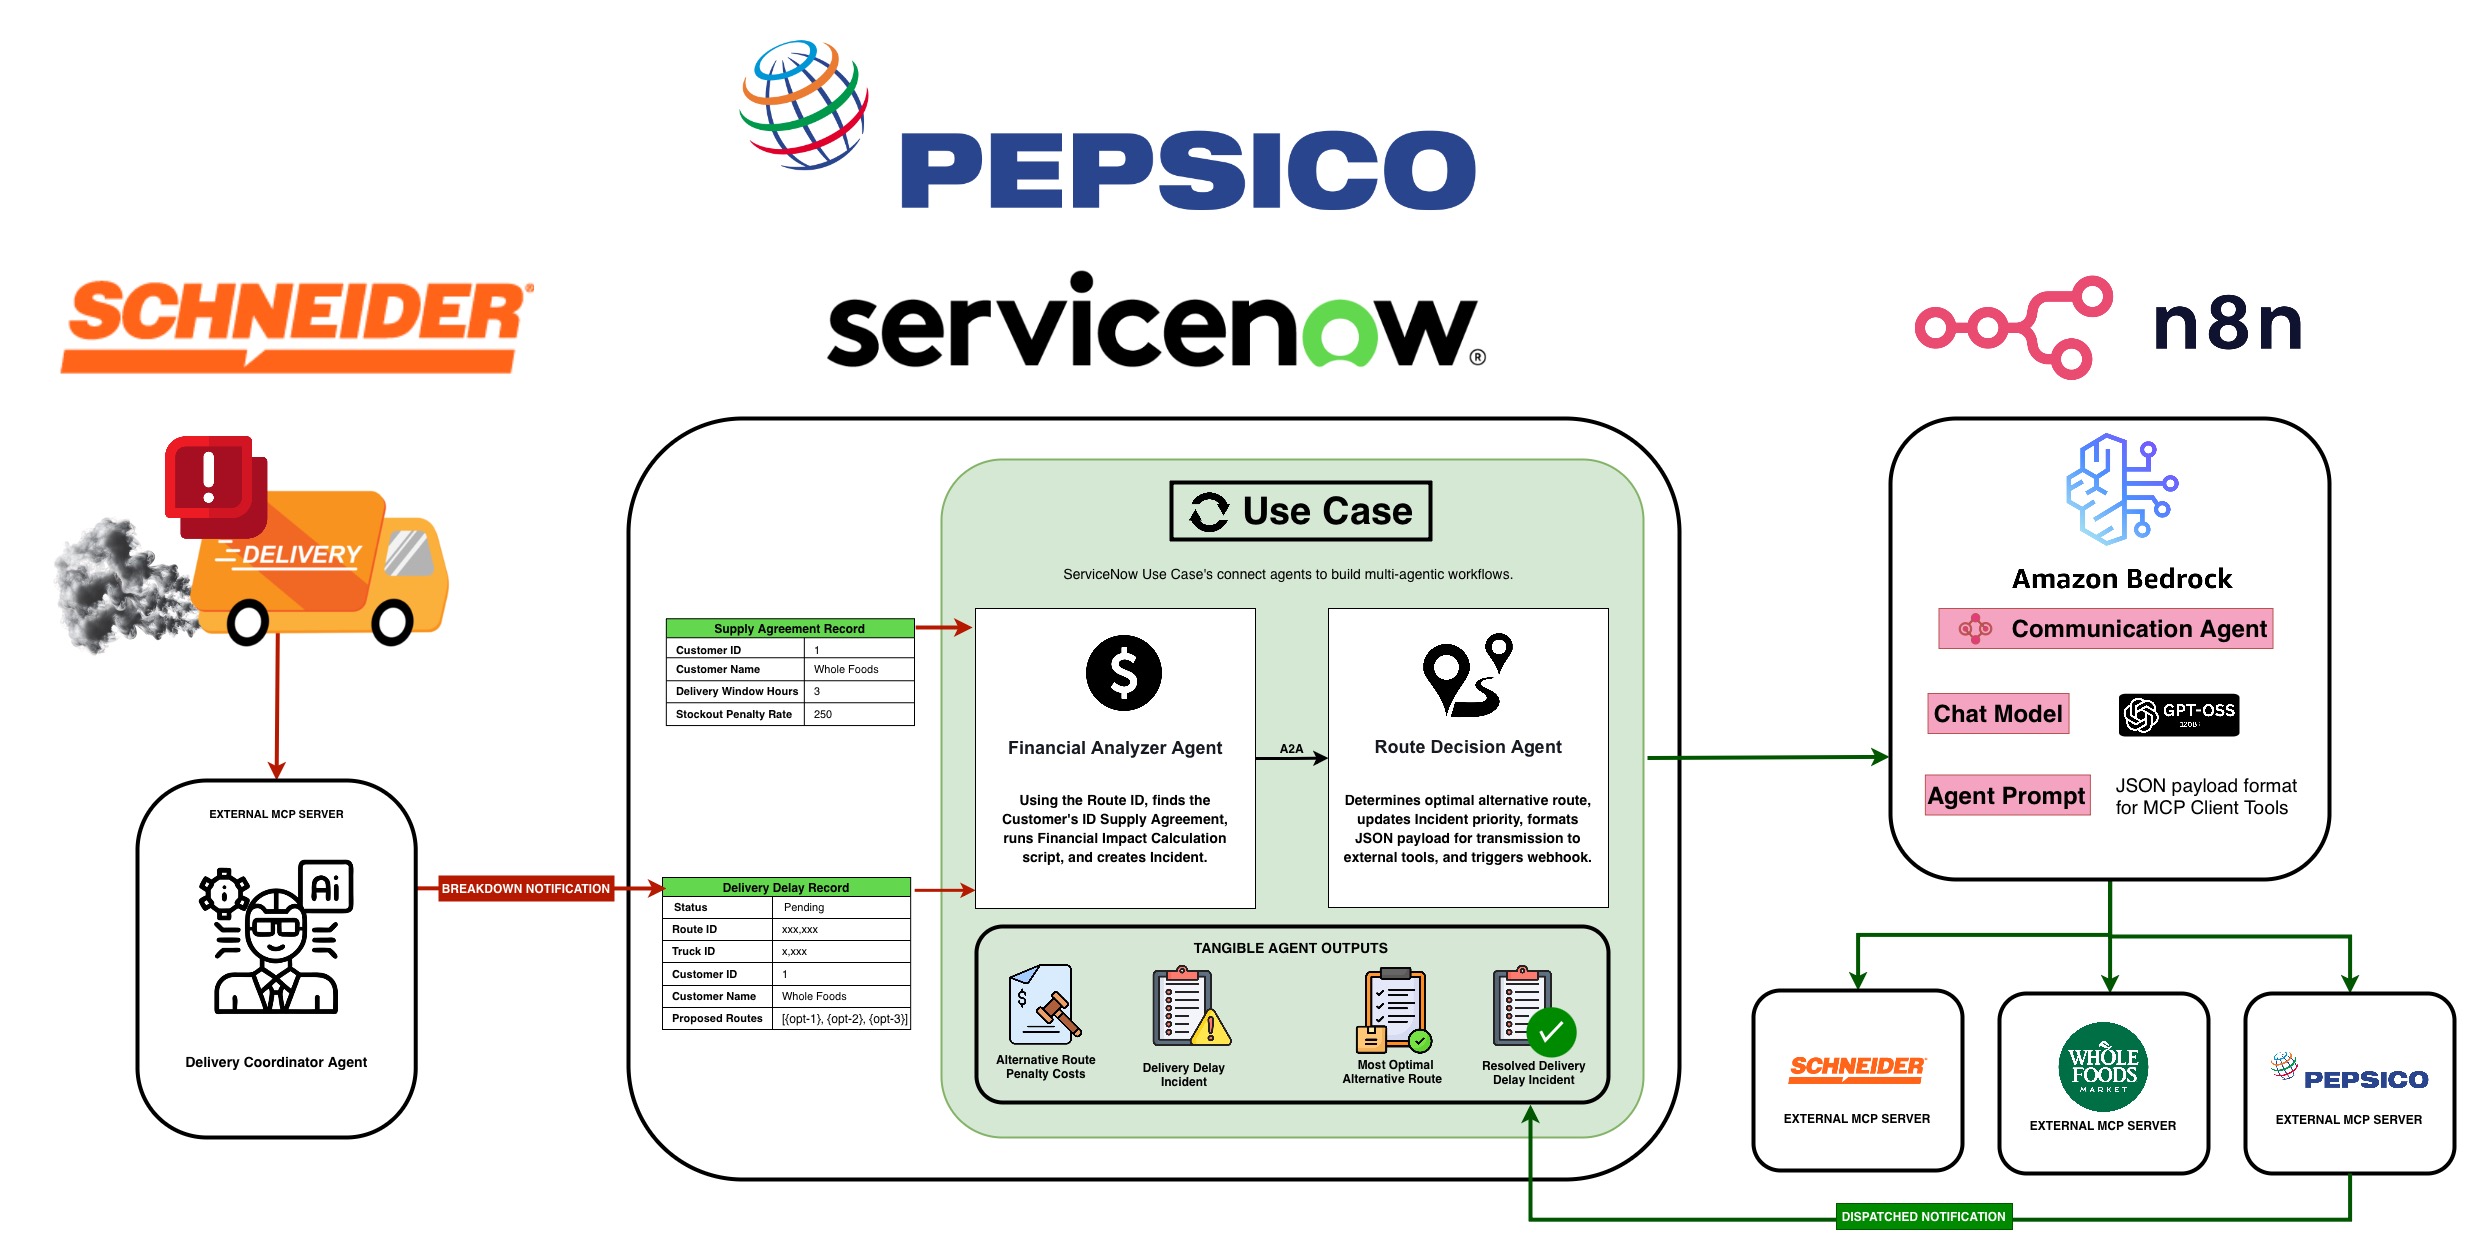 PEPSICO
SCHNEIDER®
servicenow®
n8n
DELIVERY
EXTERNAL MCP SERVER
Ai
Delivery Coordinator Agent
BREAKDOWN NOTIFICATION
Supply Agreement Record
Customer ID 1
Customer Name Whole Foods
Delivery Window Hours 3
Stockout Penalty Rate 250
Delivery Delay Record
Status Pending
Route ID xxx,xxx
Truck ID x,xxx
Customer ID 1
Customer Name Whole Foods
Proposed Routes [{opt-1}, {opt-2}, {opt-3}]
Use Case
ServiceNow Use Case's connect agents to build multi-agentic workflows.
$
Financial Analyzer Agent
Using the Route ID, finds the
Customer's ID Supply Agreement,
runs Financial Impact Calculation
script, and creates Incident.
A2A
Route Decision Agent
Determines optimal alternative route,
updates Incident priority, formats
JSON payload for transmission to
external tools, and triggers webhook.
TANGIBLE AGENT OUTPUTS
$
Alternative Route
Penalty Costs
Delivery Delay
Incident
Most Optimal
Alternative Route
Resolved Delivery
Delay Incident
Amazon Bedrock
Communication Agent
Chat Model
GPT-OSS
120B
Agent Prompt
JSON payload format
for MCP Client Tools
SCHNEIDER
EXTERNAL MCP SERVER
WHOLE
FOODS
MARKET
EXTERNAL MCP SERVER
PEPSICO
EXTERNAL MCP SERVER
DISPATCHED NOTIFICATION